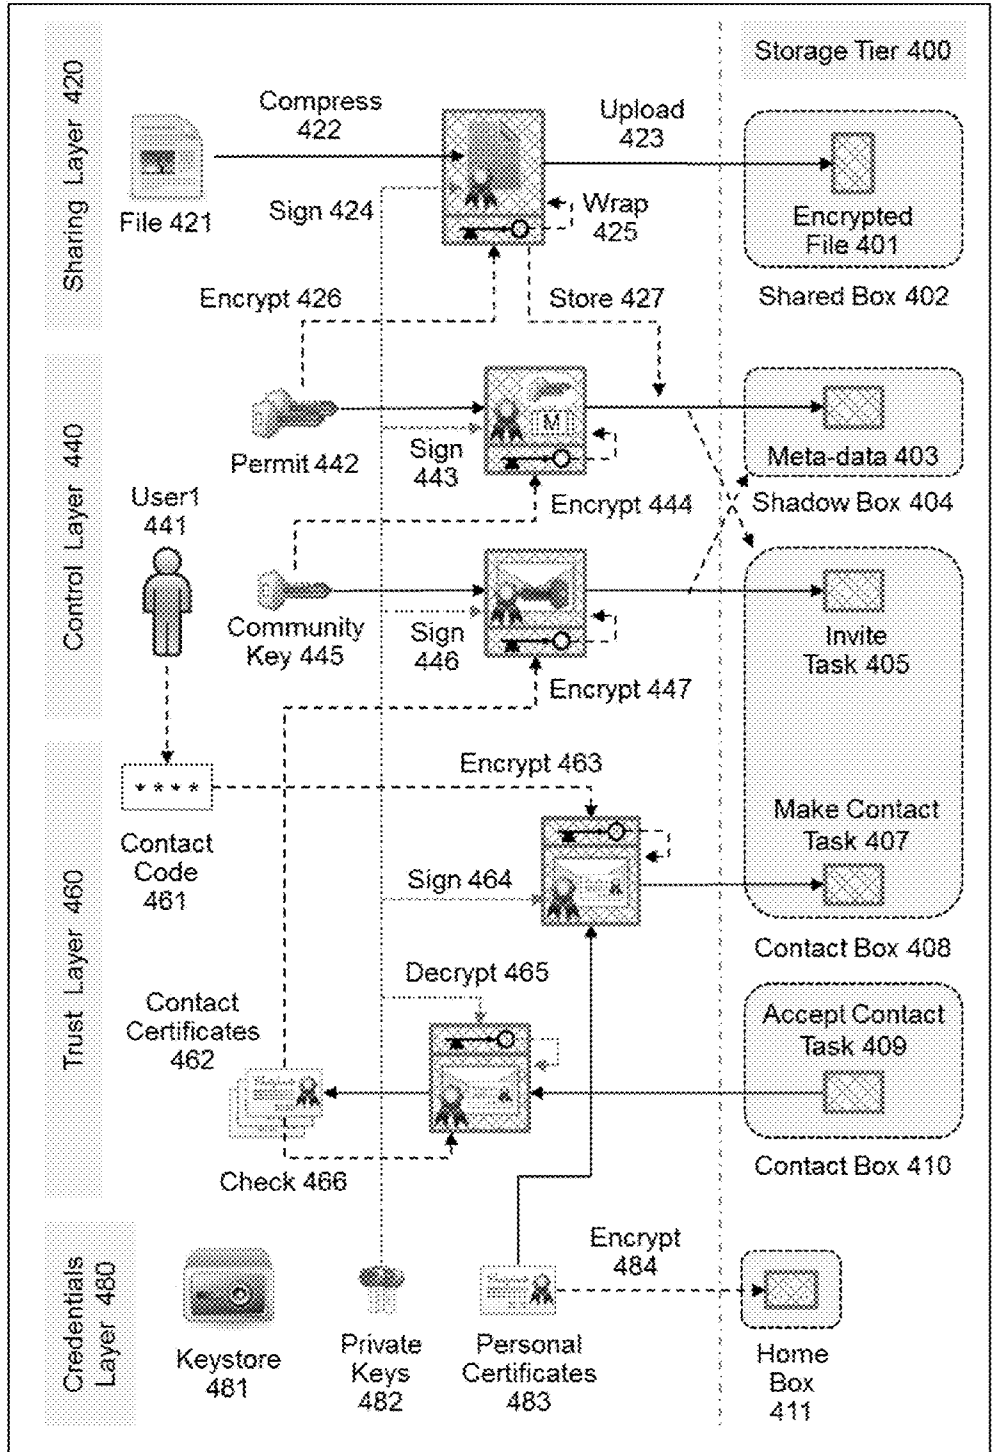 Storage Tier 400
Sharing Layer 420
Compress
422
Upload
423
File 421
Sign 424
Wrap
425
Encrypted
File 401
Shared Box 402
Encrypt 426
Store 427
Control Layer 440
Permit 442
Sign
443
M
Meta-data 403
Shadow Box 404
Encrypt 444
User1
441
Community
Key 445
Sign
446
Invite
Task 405
Encrypt 447
Trust Layer 460
* * * *
Contact
Code
461
Encrypt 463
Make Contact
Task 407
Sign 464
Contact Box 408
Decrypt 465
Contact
Certificates
462
Accept Contact
Task 409
Check 466
Contact Box 410
Credentials
Layer 480
Encrypt
484
Keystore
481
Private
Keys
482
Personal
Certificates
483
Home
Box
411